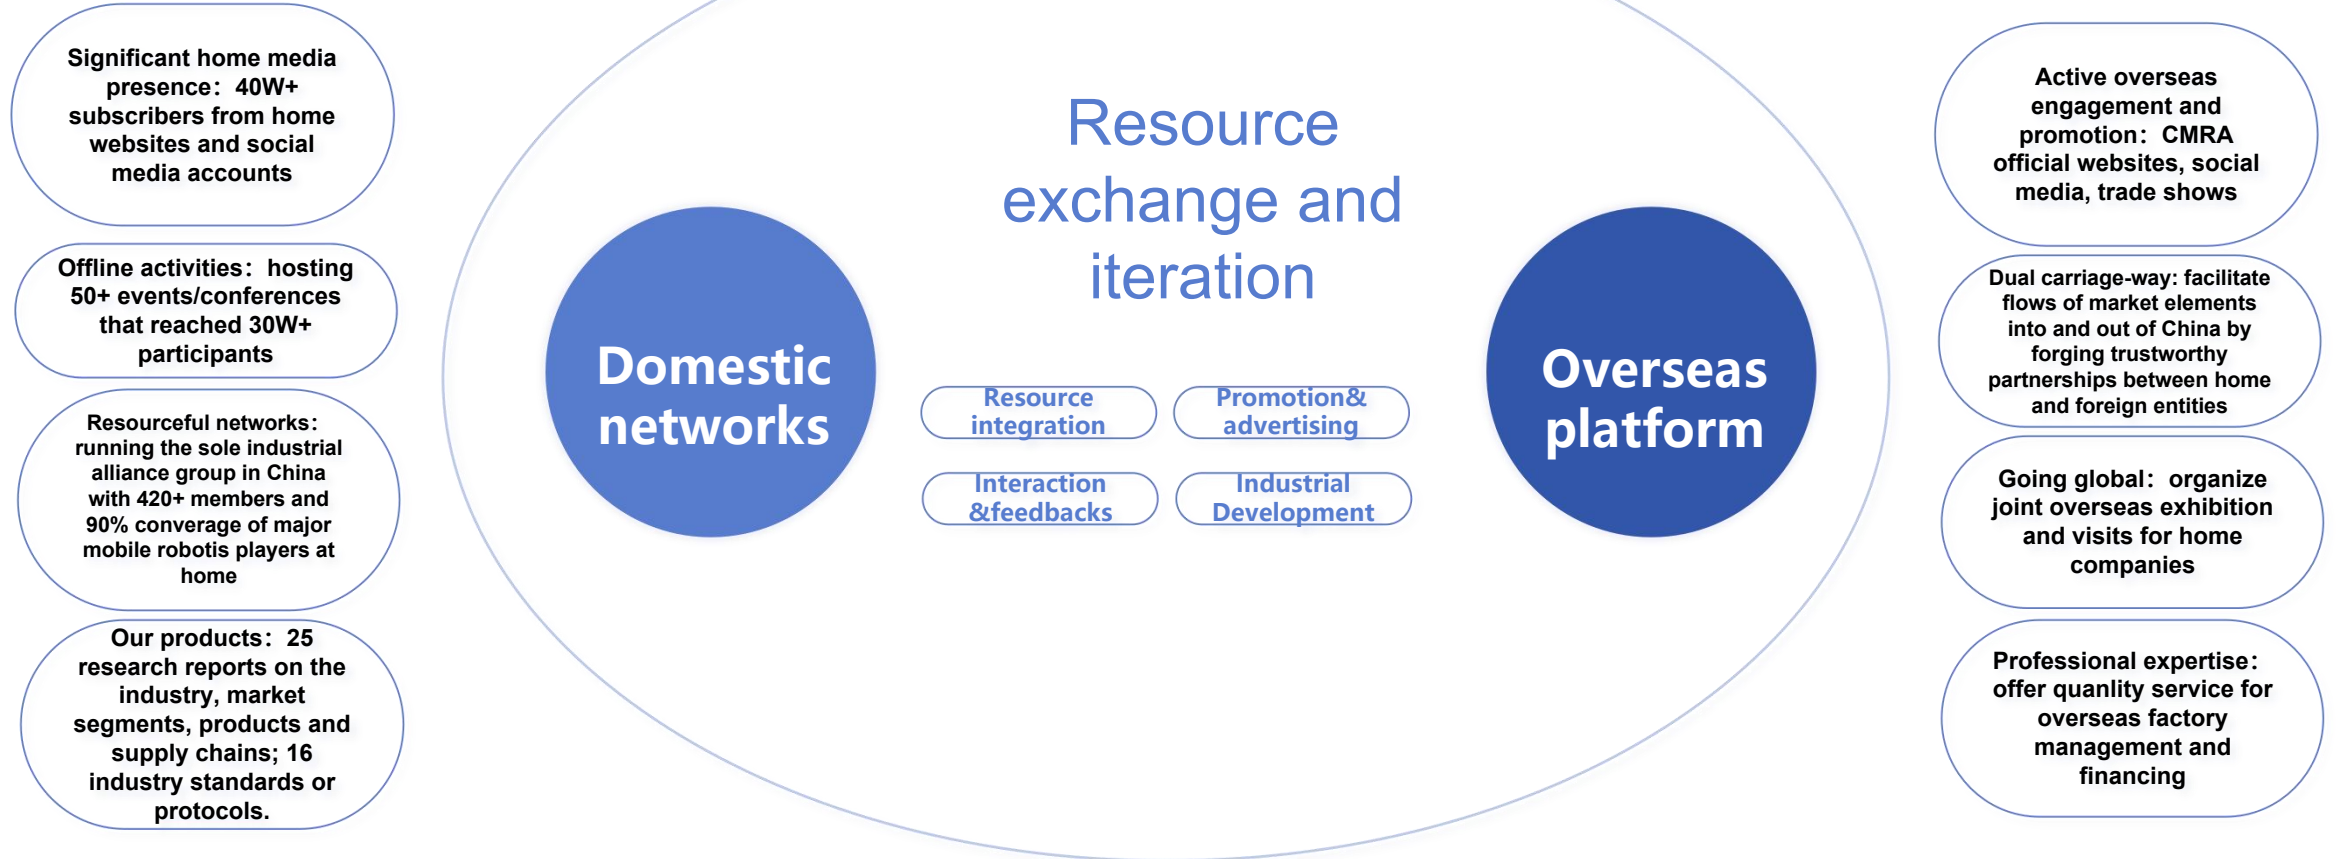 Significant home media
presence：40W+
subscribers from home
websites and social
media accounts
Offline activities：hosting
50+ events/conferences
that reached 30W+
participants
Resourceful networks：
running the sole industrial
alliance group in China
with 420+ members and
90% converage of major
mobile robotis players at
home
Our products：25
research reports on the
industry, market
segments, products and
supply chains; 16
industry standards or
protocols.
Domestic
networks
Resource
exchange and
iteration
Resource
integration
Promotion&
advertising
Interaction
&feedbacks
Industrial
Development
Overseas
platform
Active overseas
engagement and
promotion：CMRA
official websites, social
media, trade shows
Dual carriage-way: facilitate
flows of market elements
into and out of China by
forging trustworthy
partnerships between home
and foreign entities
Going global：organize
joint overseas exhibition
and visits for home
companies
Professional expertise：
offer quanlity service for
overseas factory
management and
financing